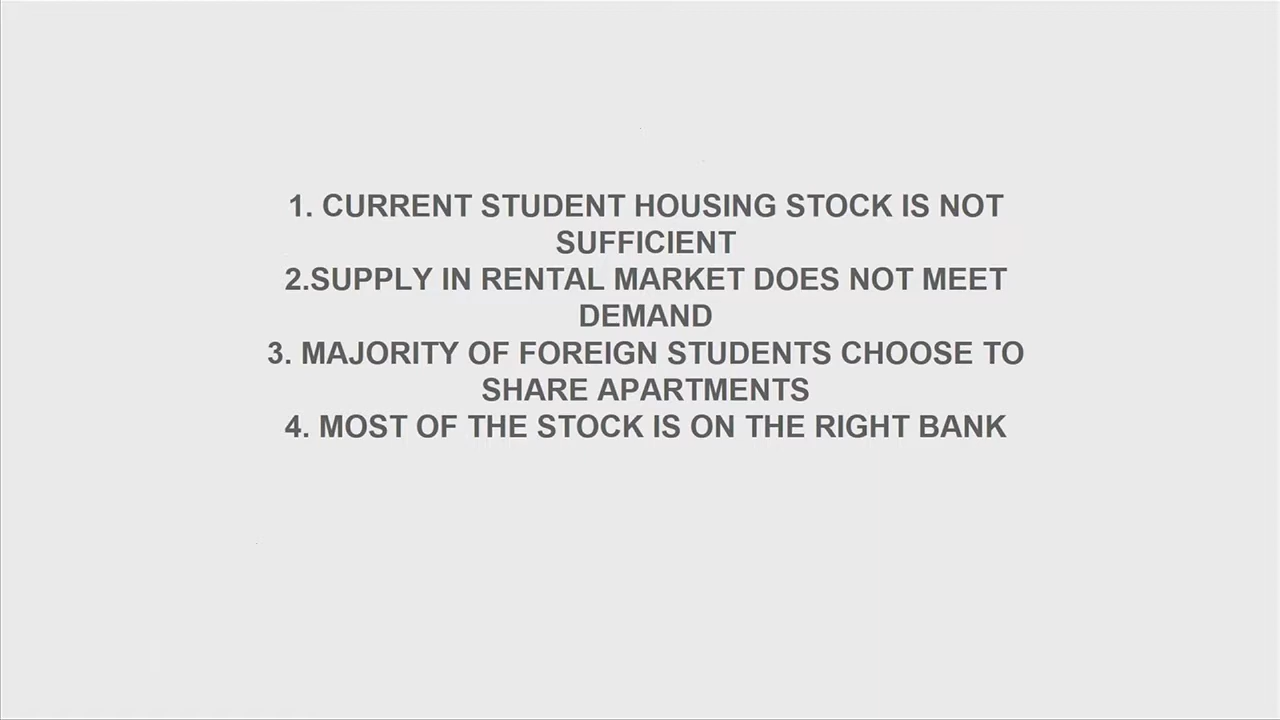 1. CURRENT STUDENT HOUSING STOCK IS NOT
SUFFICIENT
2.SUPPLY IN RENTAL MARKET DOES NOT MEET
DEMAND
3. MAJORITY OF FOREIGN STUDENTS CHOOSE TO
SHARE APARTMENTS
4. MOST OF THE STOCK IS ON THE RIGHT BANK